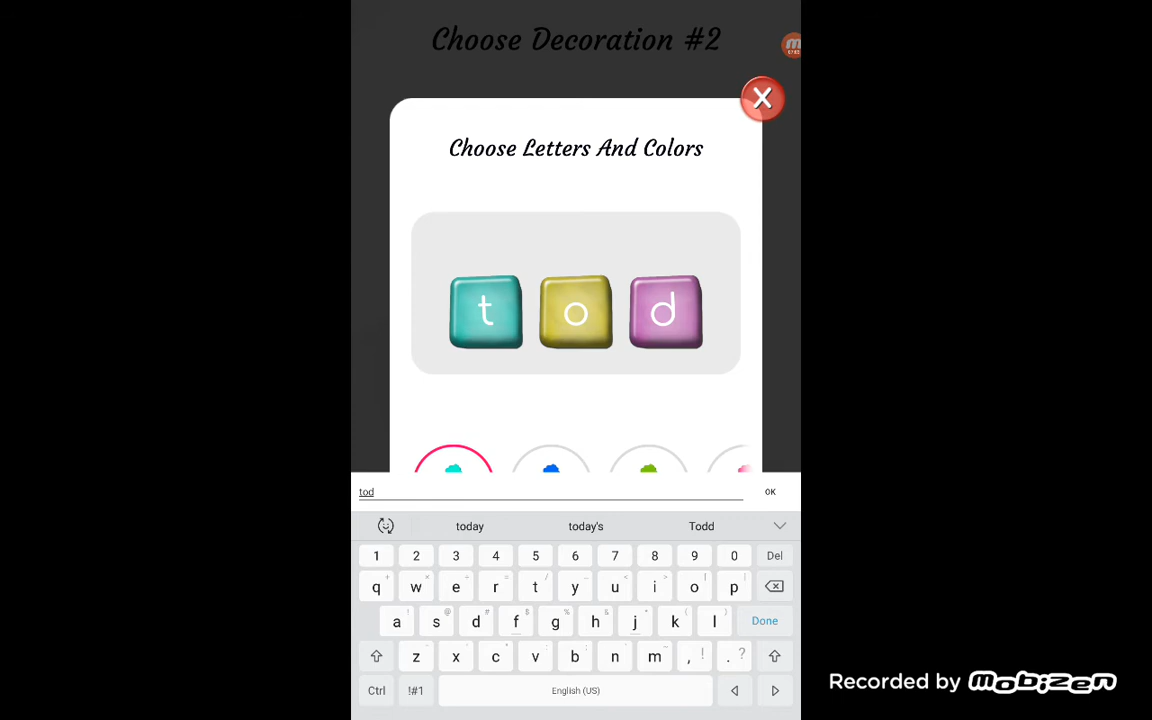 Choose Decoration #2
Choose Letters And Colors
t o d
tod
OK
today today's Todd
1 2 3 4 5 6 7 8 9 0 Del
q w e r t y u i o p
a s d f g h j k l Done
z x c v b n m , ! . ?
Ctrl !#1 English (US)
Recorded by mobizen